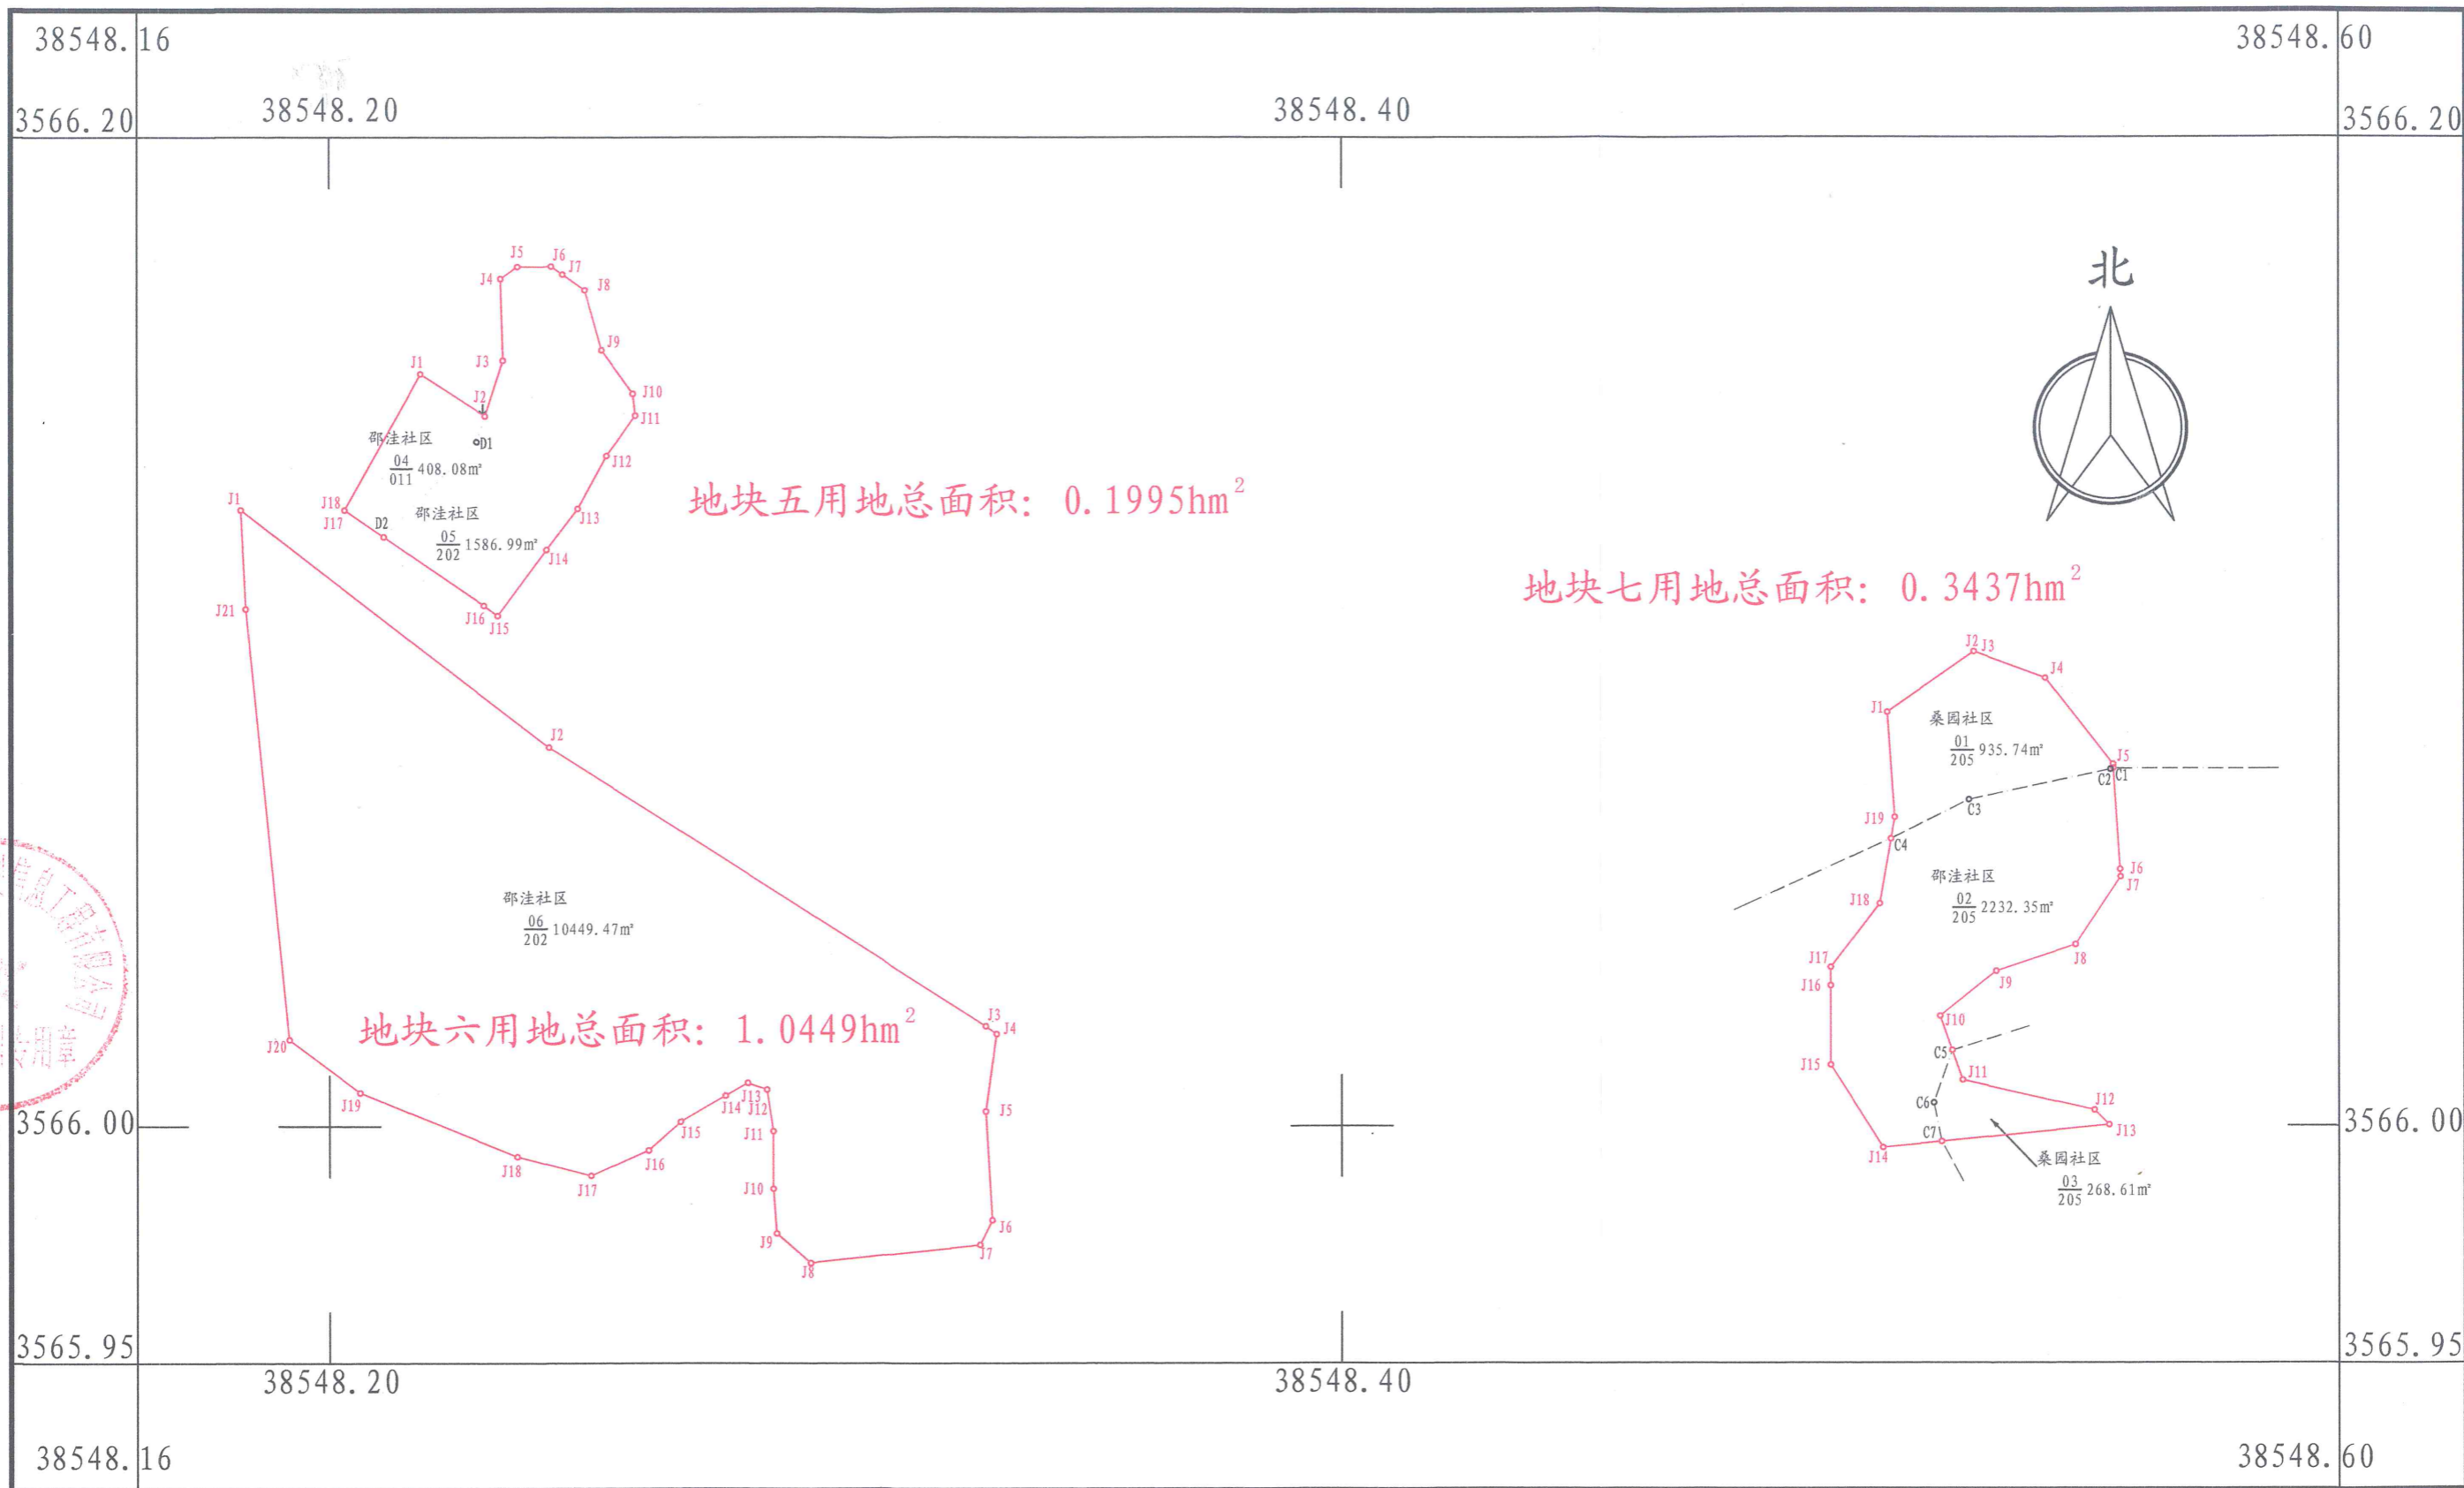 38548.16
38548.60
3566.20
38548.20
38548.40
3566.20
北
J5
J6
J7
J4
J8
J9
J3
J1
J2
J10
J11
D1
邵洼社区
04
011
408.08m²
J12
J18
J17
D2
邵洼社区
05
202
1586.99m²
J13
J14
J16
J15
地块五用地总面积: 0.1995hm²
地块七用地总面积: 0.3437hm²
J1
J21
J2
J2
J3
J4
J1
桑园社区
01
205
935.74m²
J5
C2
C1
C3
J19
C4
J6
J7
邵洼社区
02
205
2232.35m²
J18
J8
J17
J9
J16
J10
C5
J15
J11
C6
J12
J13
C7
J14
桑园社区
03
205
268.61m²
邵洼社区
06
202
10449.47m²
地块六用地总面积: 1.0449hm²
J3
J4
J20
J19
J13
J14
J12
J5
J15
J11
J16
J18
J17
J10
J6
J9
J7
J8
3566.00
3566.00
3565.95
3565.95
38548.20
38548.40
38548.16
38548.60